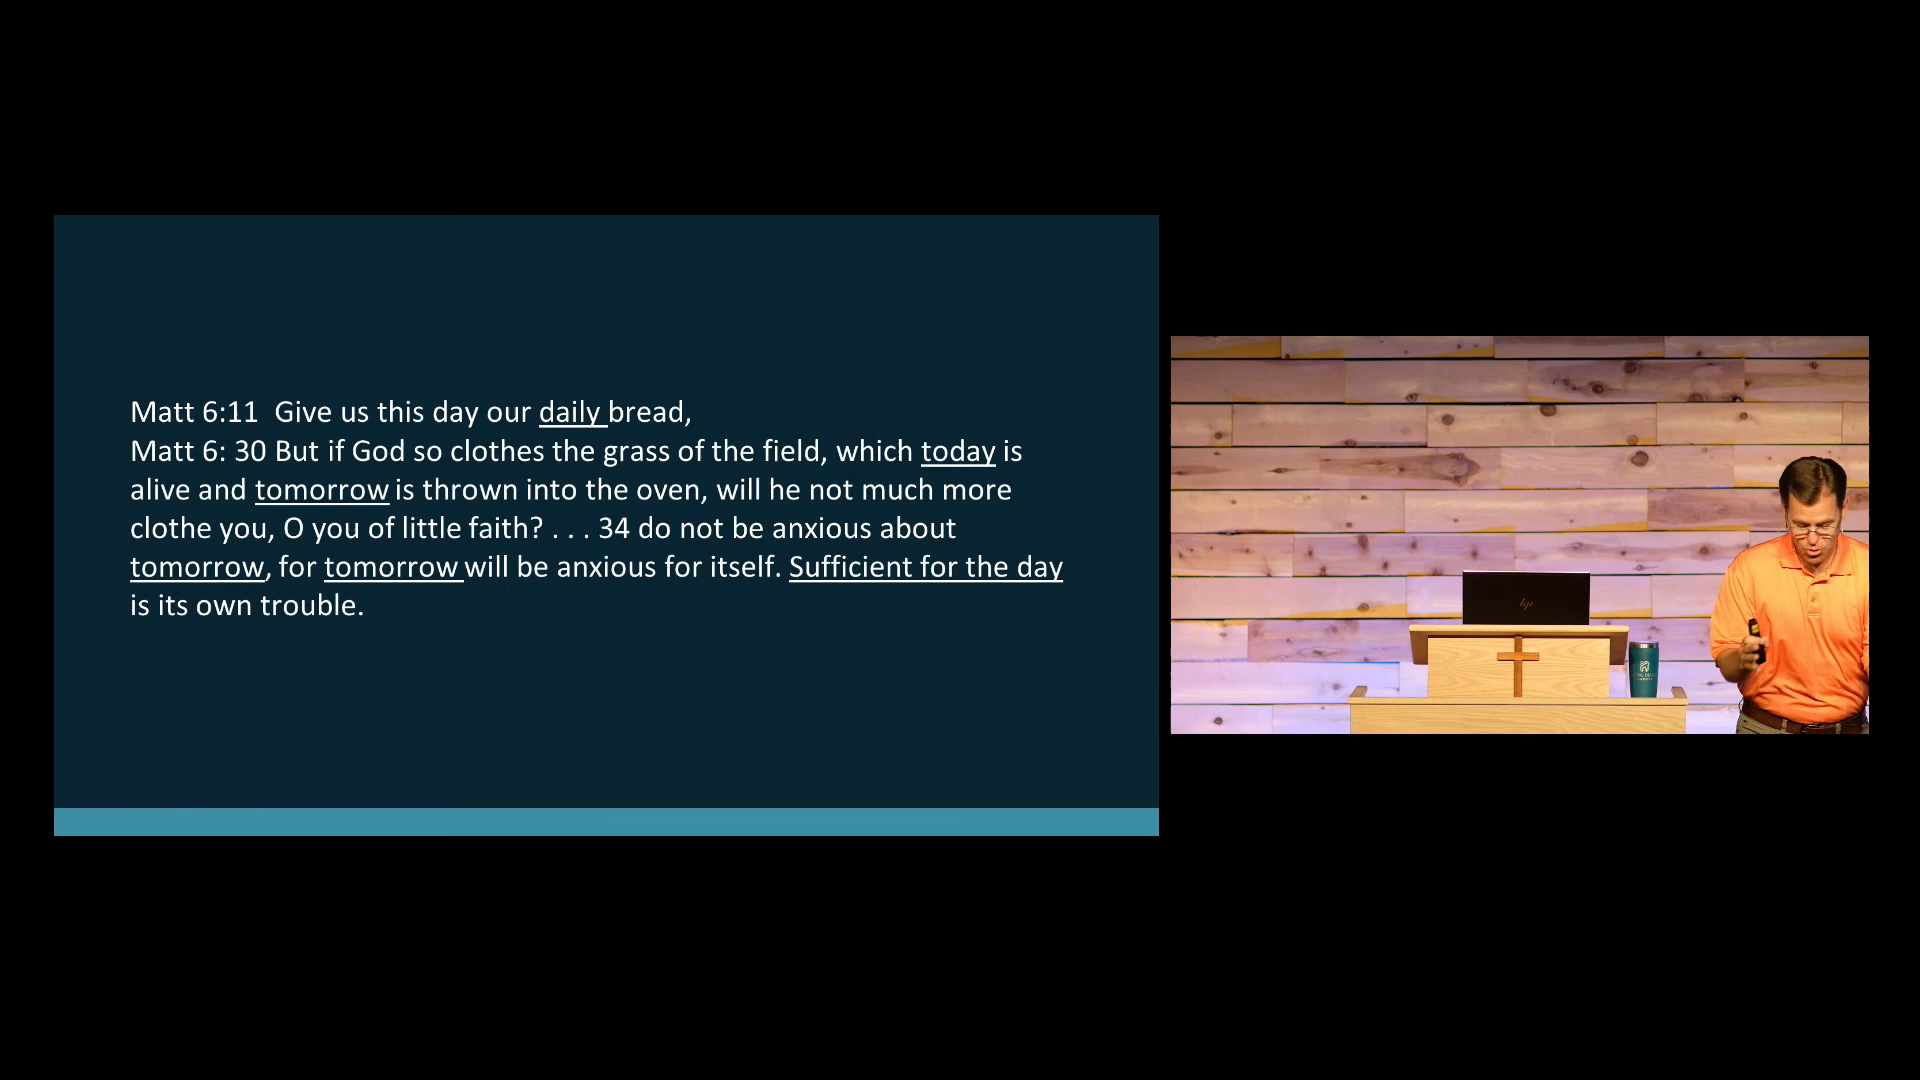 Matt 6:11  Give us this day our daily bread,
Matt 6: 30 But if God so clothes the grass of the field, which today is
alive and tomorrow is thrown into the oven, will he not much more
clothe you, O you of little faith? . . . 34 do not be anxious about
tomorrow, for tomorrow will be anxious for itself. Sufficient for the day
is its own trouble.
hp